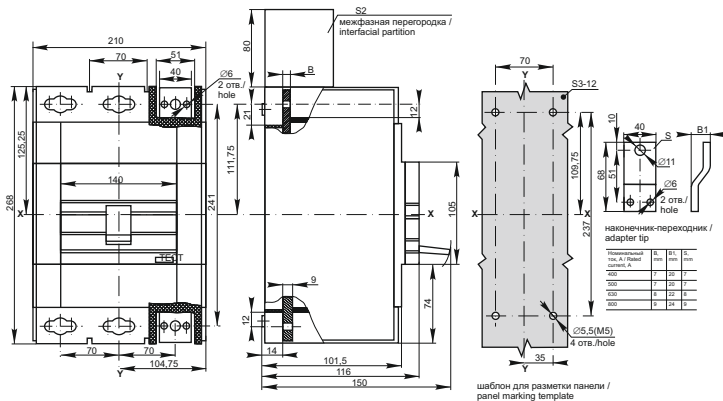 S2
межфазная перегородка /
interfacial partition
210
70
51
40
Y
∅6
2 отв./
hole
80
B
21
12
125,25
268
111,75
241
140
X
X
ТЕСТ
70
70
104,75
Y
X
105
9
74
12
14
101,5
116
150
70
Y
S3-12
109,75
237
X
X
∅5,5(M5)
4 отв./hole
35
Y
шаблон для разметки панели /
panel marking template
10
40
S
B1
68
51
∅11
∅6
2 отв./
hole
наконечник-переходник /
adapter tip
Номинальный ток, А / Rated current, A
B, mm
B1, mm
S, mm
400 7 20 7
500 7 20 7
630 8 22 8
800 9 24 9